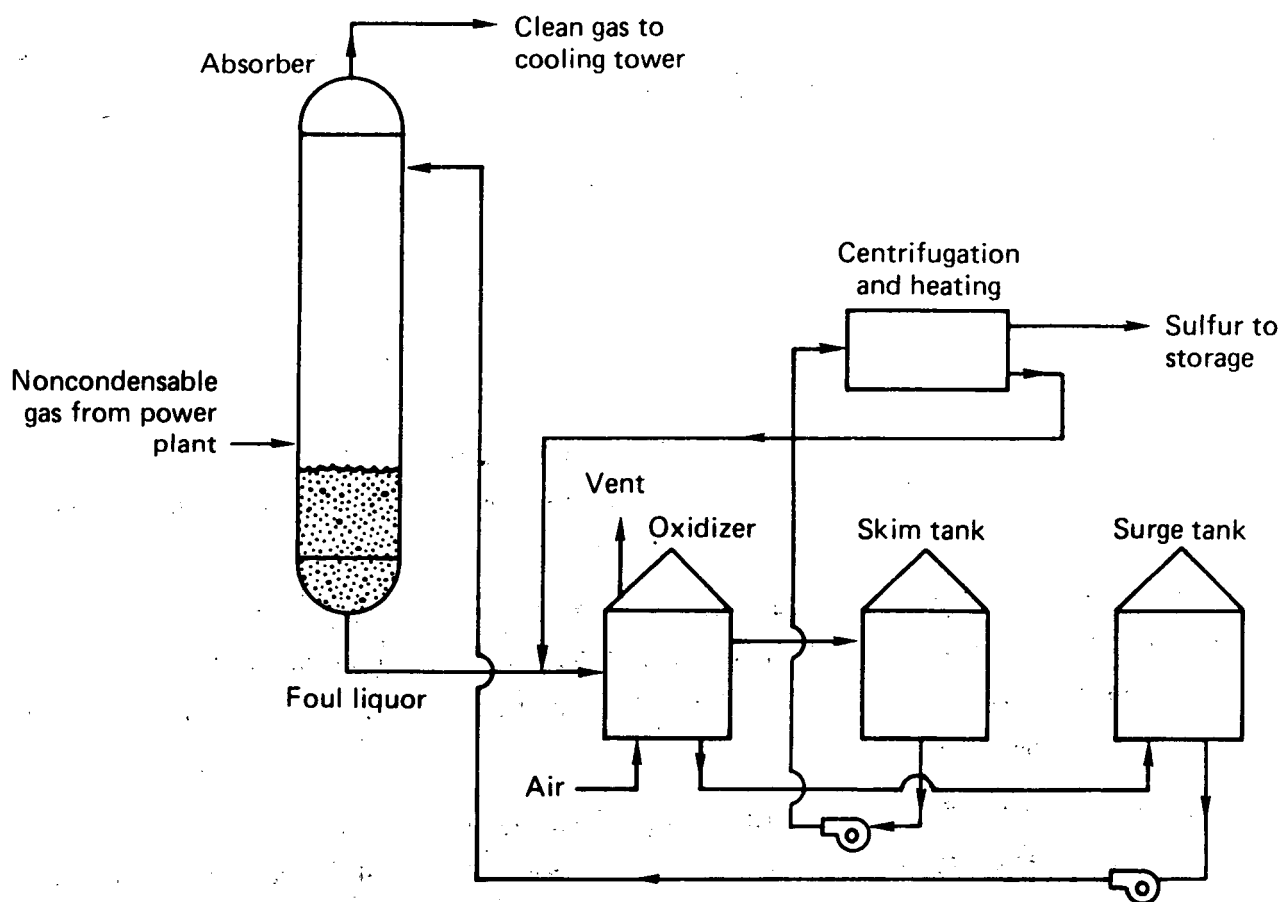 Clean gas to
cooling tower
Absorber
Centrifugation
and heating
Sulfur to
storage
Noncondensable
gas from power
plant
Vent
Oxidizer
Skim tank
Surge tank
Foul liquor
Air